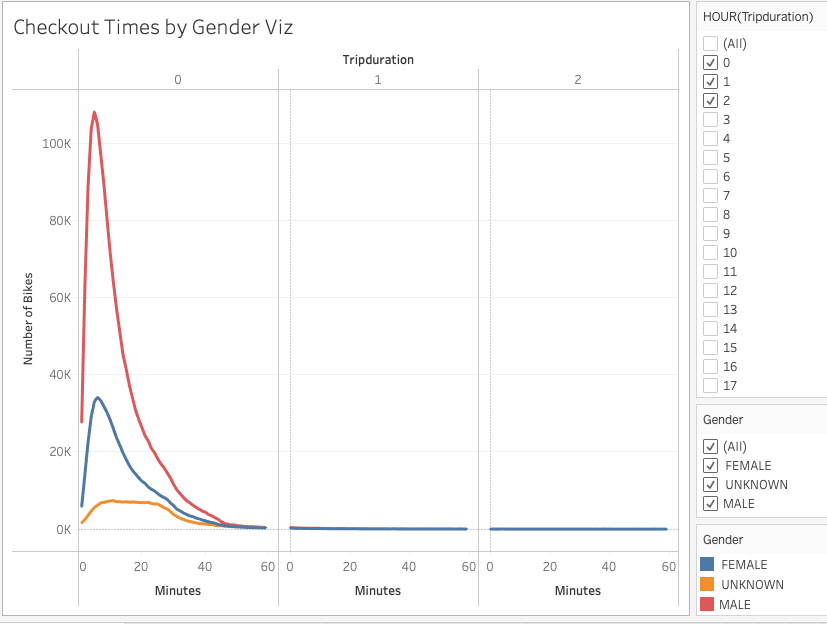 Checkout Times by Gender Viz
Tripduration
0 1 2
100K
80K
60K
40K
20K
0K
Number of Bikes
0 20 40 60 0 20 40 60 0 20 40 60
Minutes Minutes Minutes
HOUR(Tripduration)
(All)
0
1
2
3
4
5
6
7
8
9
10
11
12
13
14
15
16
17
Gender
(All)
FEMALE
UNKNOWN
MALE
Gender
FEMALE
UNKNOWN
MALE